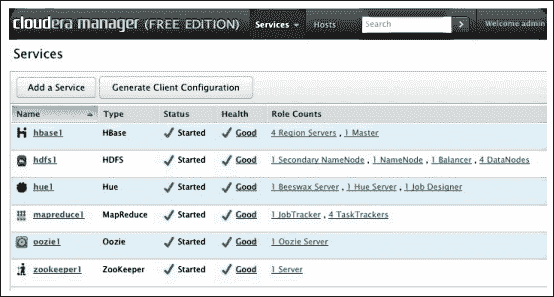 cloudera manager (FREE EDITION) Services Hosts Search Welcome admin
Services
Add a Service Generate Client Configuration
Name Type Status Health Role Counts
hbase1 HBase Started Good 4 Region Servers , 1 Master
hdfs1 HDFS Started Good 1 Secondary NameNode , 1 NameNode , 1 Balancer , 4 DataNodes
hue1 Hue Started Good 1 Beeswax Server , 1 Hue Server , 1 Job Designer
mapreduce1 MapReduce Started Good 1 JobTracker , 4 TaskTrackers
oozie1 Oozie Started Good 1 Oozie Server
zookeeper1 ZooKeeper Started Good 1 Server